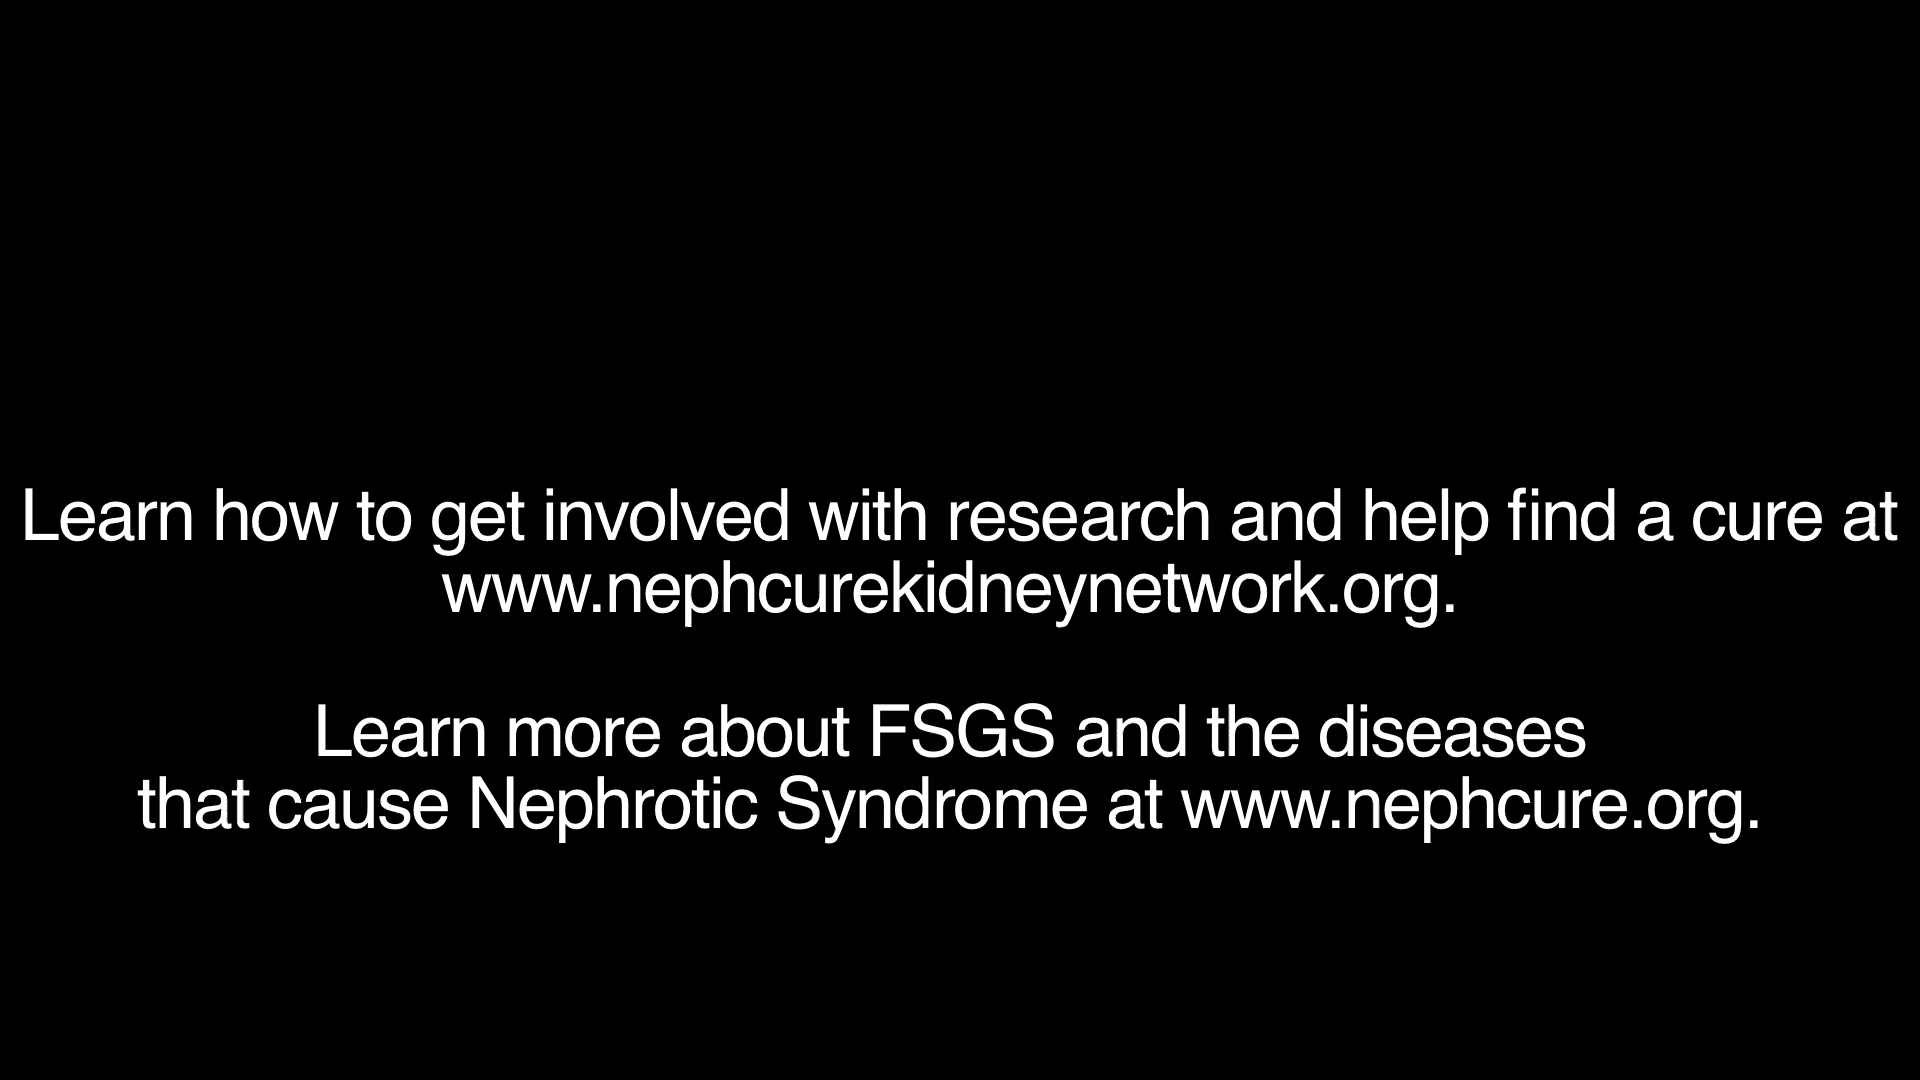 Learn how to get involved with research and help find a cure at
www.nephcurekidneynetwork.org.
Learn more about FSGS and the diseases
that cause Nephrotic Syndrome at www.nephcure.org.